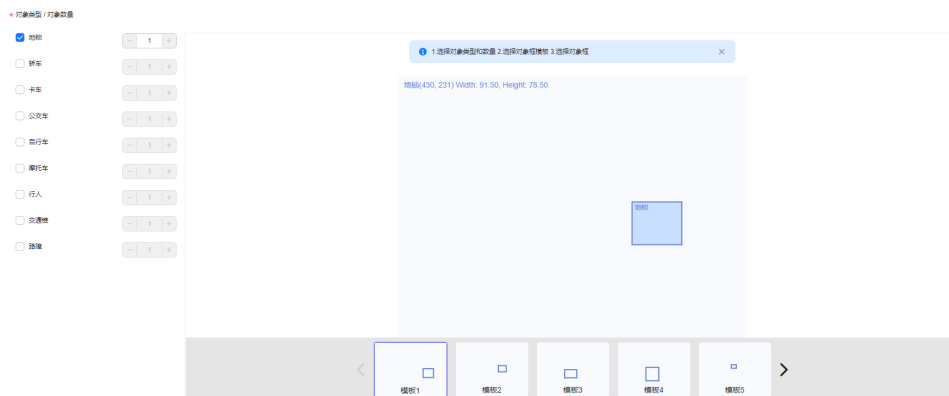 * 对象类型 / 对象数量
地锁 - 1 +
轿车 - 1 +
卡车 - 1 +
公交车 - 1 +
自行车 - 1 +
摩托车 - 1 +
行人 - 1 +
交通锥 - 1 +
路障 - 1 +
1.选择对象类型和数量 2.选择对象框模板 3.选择对象框
地锁(430, 231) Width: 91.50, Height: 78.50
地锁
模板1 模板2 模板3 模板4 模板5